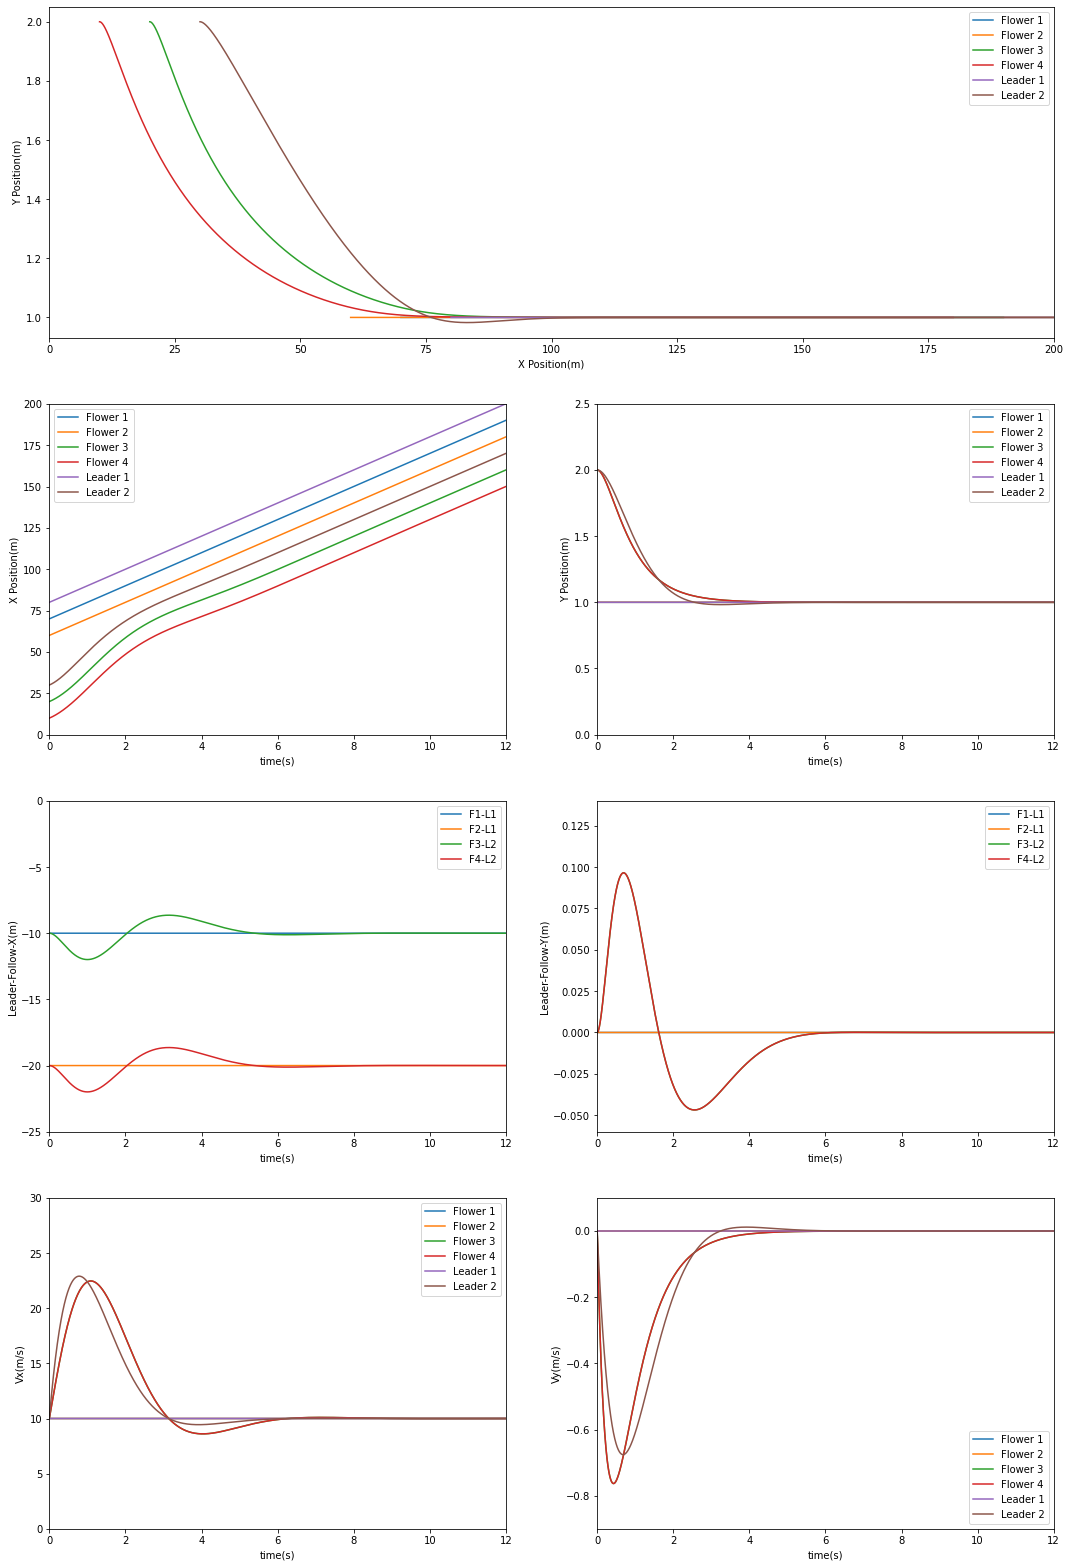 2.0
1.8
1.6
1.4
1.2
1.0
Y Position(m)
0 25 50 75 100 125 150 175 200
X Position(m)
Flower 1
Flower 2
Flower 3
Flower 4
Leader 1
Leader 2
200
175
150
125
100
75
50
25
0
X Position(m)
Flower 1
Flower 2
Flower 3
Flower 4
Leader 1
Leader 2
0 2 4 6 8 10 12
time(s)
2.5
2.0
1.5
1.0
0.5
0.0
Y Position(m)
Flower 1
Flower 2
Flower 3
Flower 4
Leader 1
Leader 2
0 2 4 6 8 10 12
time(s)
0
−5
−10
−15
−20
−25
Leader-Follow-X(m)
F1-L1
F2-L1
F3-L2
F4-L2
0 2 4 6 8 10 12
time(s)
0.125
0.100
0.075
0.050
0.025
0.000
−0.025
−0.050
Leader-Follow-Y(m)
F1-L1
F2-L1
F3-L2
F4-L2
0 2 4 6 8 10 12
time(s)
30
25
20
15
10
5
0
Vx(m/s)
Flower 1
Flower 2
Flower 3
Flower 4
Leader 1
Leader 2
0 2 4 6 8 10 12
time(s)
0.0
−0.2
−0.4
−0.6
−0.8
Vy(m/s)
Flower 1
Flower 2
Flower 3
Flower 4
Leader 1
Leader 2
0 2 4 6 8 10 12
time(s)